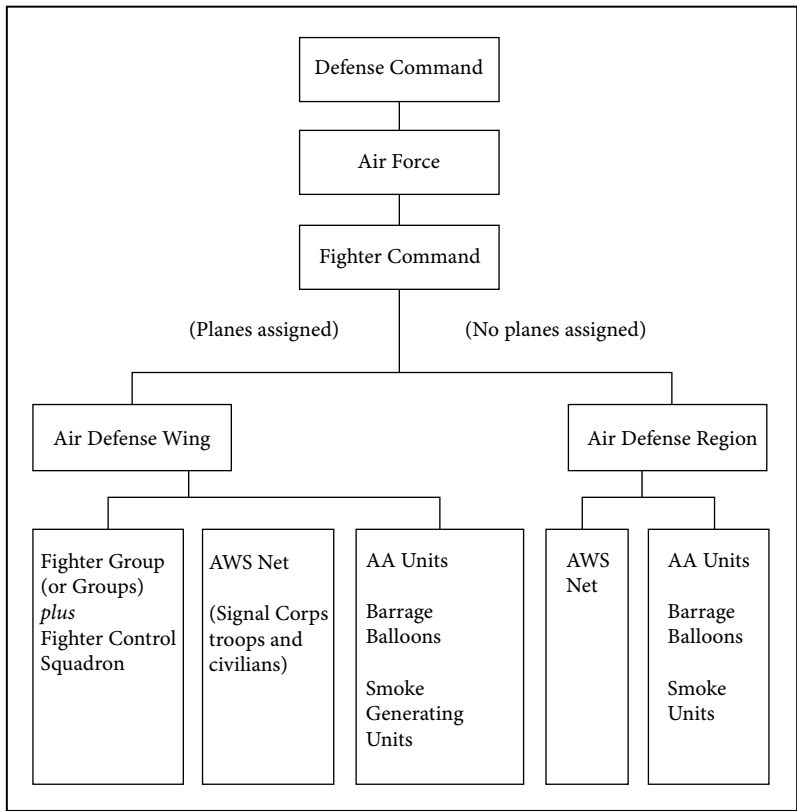 Defense Command
Air Force
Fighter Command
(Planes assigned)
(No planes assigned)
Air Defense Wing
Air Defense Region
Fighter Group
(or Groups)
plus
Fighter Control
Squadron
AWS Net
(Signal Corps
troops and
civilians)
AA Units
Barrage
Balloons
Smoke
Generating
Units
AWS
Net
AA Units
Barrage
Balloons
Smoke
Units